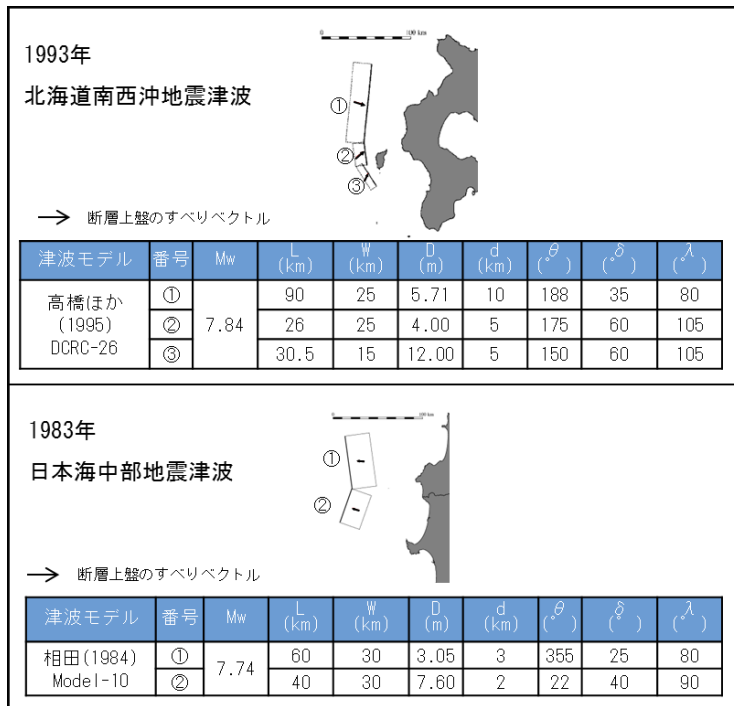 1993年
北海道南西沖地震津波
0 100 km
①
②
③
→ 断層上盤のすべりベクトル
津波モデル 番号 Mw L(km) W(km) D(m) d(km) θ(°) δ(°) λ(°)
高橋ほか(1995) DCRC-26 7.84
① 90 25 5.71 10 188 35 80
② 26 25 4.00 5 175 60 105
③ 30.5 15 12.00 5 150 60 105
1983年
日本海中部地震津波
①
②
→ 断層上盤のすべりベクトル
津波モデル 番号 Mw L(km) W(km) D(m) d(km) θ(°) δ(°) λ(°)
相田(1984) Model-10 7.74
① 60 30 3.05 3 355 25 80
② 40 30 7.60 2 22 40 90